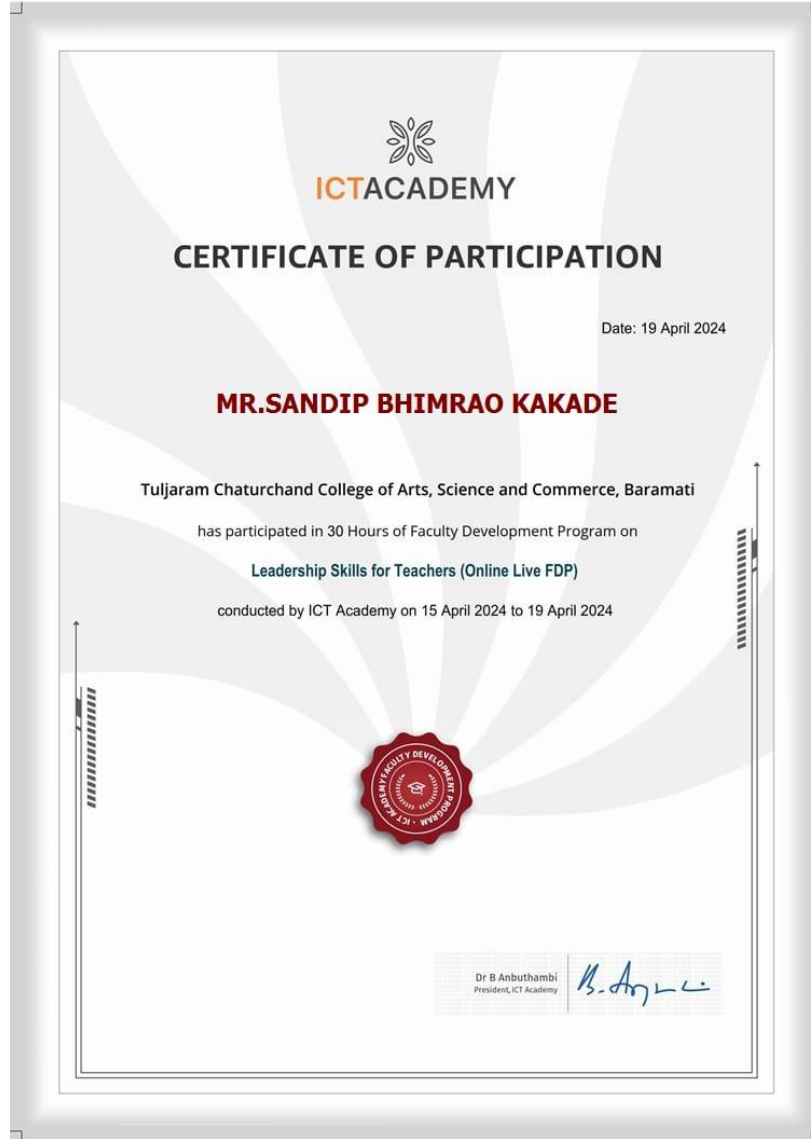 ICTACADEMY
CERTIFICATE OF PARTICIPATION
Date: 19 April 2024
MR.SANDIP BHIMRAO KAKADE
Tuljaram Chaturchand College of Arts, Science and Commerce, Baramati
has participated in 30 Hours of Faculty Development Program on
Leadership Skills for Teachers (Online Live FDP)
conducted by ICT Academy on 15 April 2024 to 19 April 2024
ICT ACADEMY FACULTY DEVELOPMENT PROGRAM
Dr B Anbuthambi
President, ICT Academy